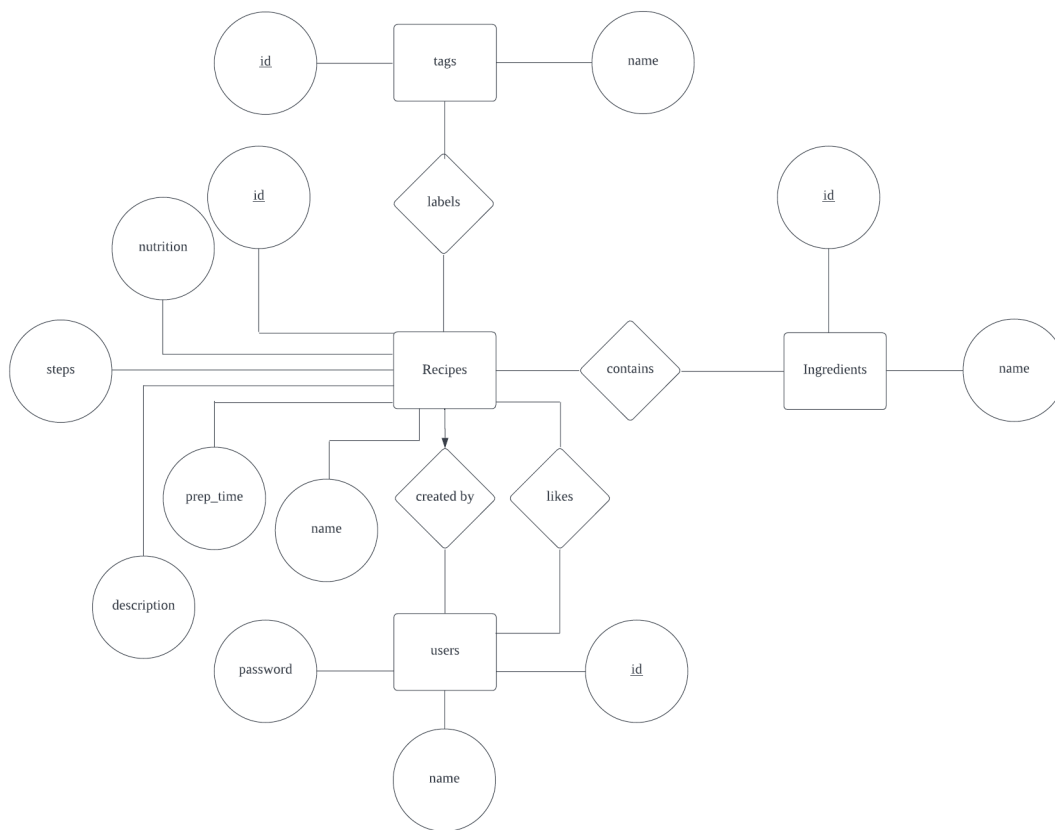 id
tags
name
id
labels
id
nutrition
steps
Recipes
contains
Ingredients
name
prep_time
created by
likes
name
description
password
users
id
name